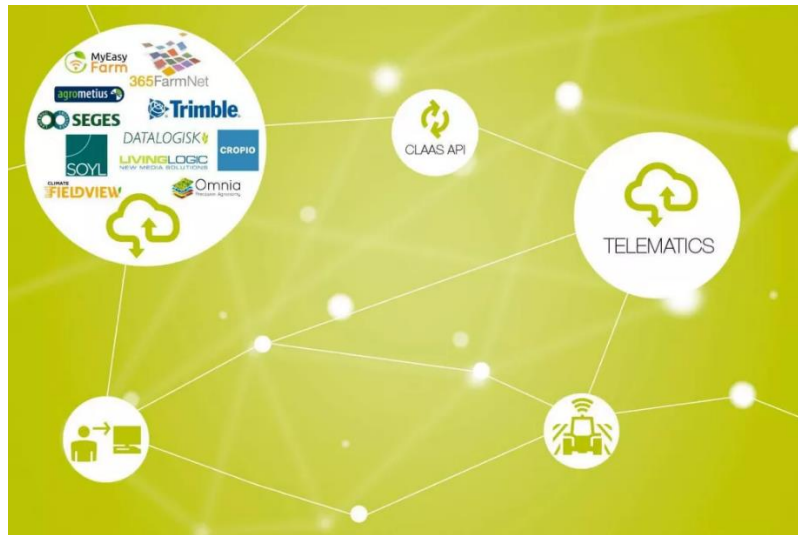 MyEasy
Farm
365FarmNet
agrometius
SEGES
Trimble.
DATALOGISK
CROPIO
LIVINGLOGIC
NEW MEDIA SOLUTIONS
SOYL
CLIMATE
FIELDVIEW
Omnia
Precision Agronomy
CLAAS API
TELEMATICS